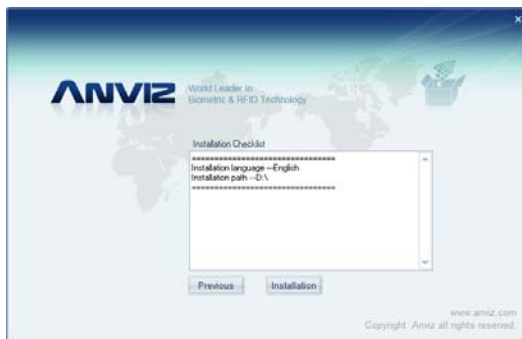 ANVIZ
World Leader in
Biometric & RFID Technology
Installation Checklist
================================
Installation language ---English
Installation path ---D:\
================================
Previous
Installation
www.anviz.com
Copyright Anviz all rights reserved.